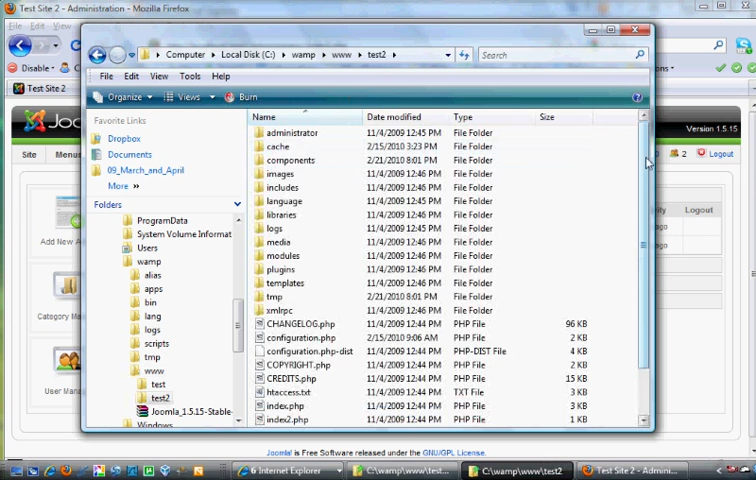 Test Site 2 - Administration - Mozilla Firefox
File Edit View
Computer Local Disk (C:) wamp www test2
Search
Disable
Test Site 2
File Edit View Tools Help
Organize Views Burn
Favorite Links
Dropbox
Documents
09_March_and_April
More »
Folders
ProgramData
System Volume Informat
Users
wamp
alias
apps
bin
lang
logs
scripts
tmp
www
test
test2
Joomla_1.5.15-Stable-
Windows
Name Date modified Type Size
administrator 11/4/2009 12:45 PM File Folder
cache 2/15/2010 3:23 PM File Folder
components 2/21/2010 8:01 PM File Folder
images 11/4/2009 12:46 PM File Folder
includes 11/4/2009 12:46 PM File Folder
language 11/4/2009 12:46 PM File Folder
libraries 11/4/2009 12:46 PM File Folder
logs 11/4/2009 12:46 PM File Folder
media 11/4/2009 12:46 PM File Folder
modules 11/4/2009 12:46 PM File Folder
plugins 11/4/2009 12:46 PM File Folder
templates 11/4/2009 12:46 PM File Folder
tmp 2/21/2010 8:01 PM File Folder
xmlrpc 11/4/2009 12:46 PM File Folder
CHANGELOG.php 11/4/2009 12:44 PM PHP File 96 KB
configuration.php 2/15/2010 9:06 AM PHP File 2 KB
configuration.php-dist 11/4/2009 12:44 PM PHP-DIST File 4 KB
COPYRIGHT.php 11/4/2009 12:44 PM PHP File
CREDITS.php 11/4/2009 12:44 PM PHP File 15 KB
htaccess.txt 11/4/2009 12:44 PM TXT File 3 KB
index.php 11/4/2009 12:44 PM PHP File 3 KB
index2.php 11/4/2009 12:44 PM PHP File 1 KB
Version 1.5.15
Site Menus
2 Logout
Logout
ago
ago
Add New A
Category Ma
User Mana
Joomla! is Free Software released under the GNU/GPL License.
6 Internet Explorer C:\wamp\www\test... C:\wamp\www\test2 Test Site 2 - Admini...